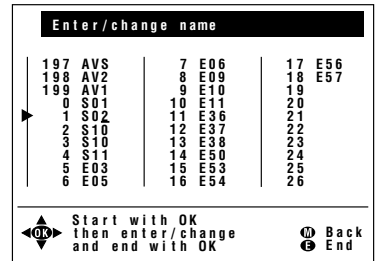 Enter/change name
197 AVS 7 E06 17 E56
198 AV2 8 E09 18 E57
199 AV1 9 E10 19
0 S01 10 E11 20
1 S02 11 E36 21
2 S10 12 E37 22
3 S10 13 E38 23
4 S11 14 E50 24
5 E03 15 E53 25
6 E05 16 E54 26
Start with OK
OK then enter/change M Back
and end with OK E End